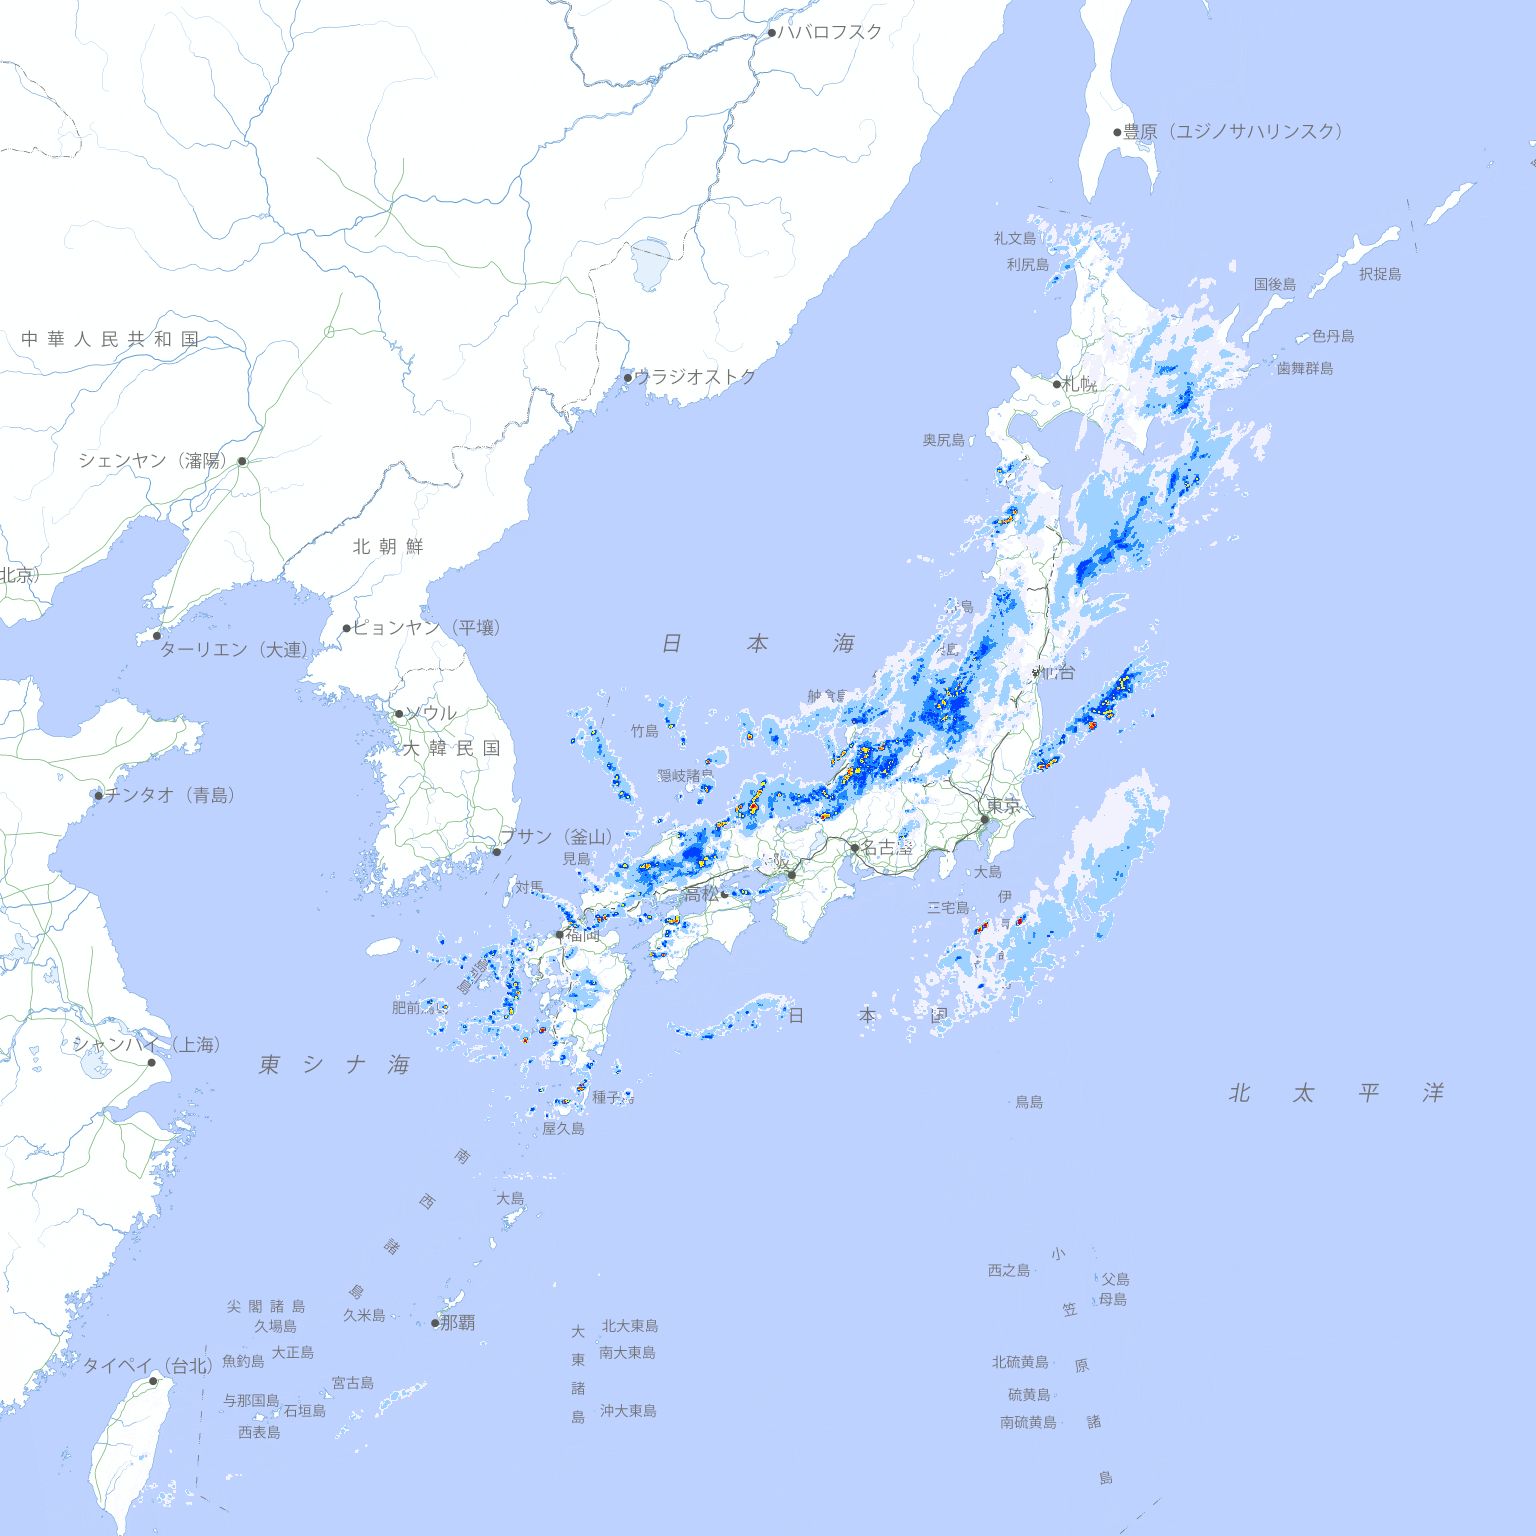 ハバロフスク
豊原（ユジノサハリンスク）
礼文島
利尻島
択捉島
国後島
色丹島
歯舞群島
中華人民共和国
ウラジオストク
札幌
奥尻島
シェンヤン（瀋陽）
北朝鮮
北京）
ピョンヤン（平壌）
ターリエン（大連）
日本海
島
島
仙台
舳倉島
ソウル
竹島
大韓民国
隠岐諸島
チンタオ（青島）
東京
プサン（釜山）
見島
名古屋
阪
大島
対馬
高松
伊
三宅島
福岡
肥前鳥
日本国
シャンハイ（上海）
東シナ海
種子島
北太平洋
鳥島
屋久島
南西諸島
大島
小笠原諸島
西之島
父島
母島
尖閣諸島
久米島
久場島
那覇
大東諸島
北大東島
大正島
南大東島
魚釣島
タイペイ（台北）
北硫黄島
宮古島
硫黄島
与那国島
石垣島
沖大東島
南硫黄島
西表島